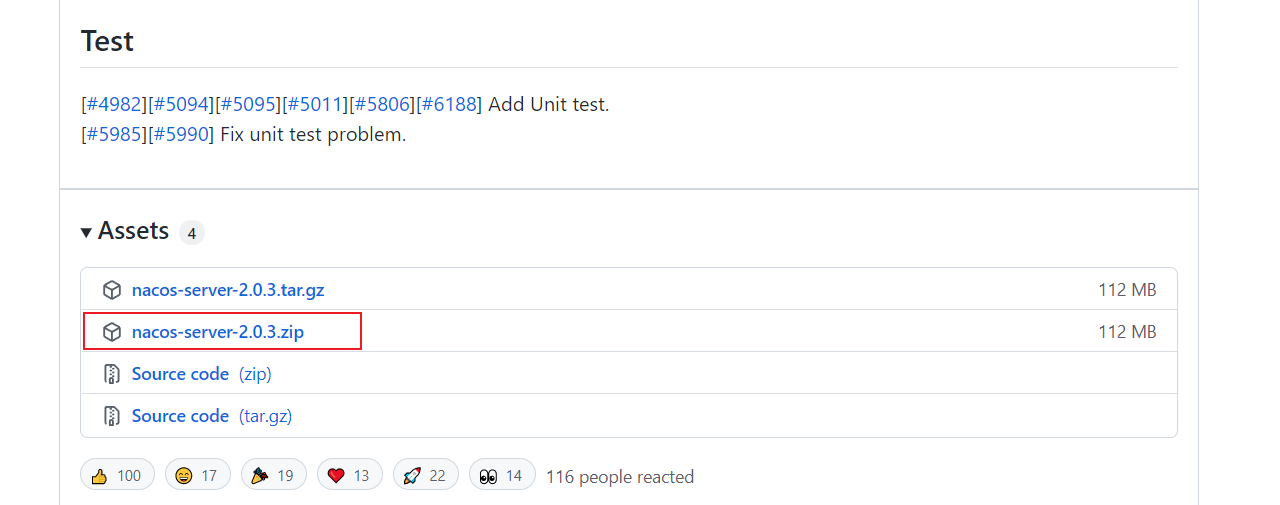 Test
[#4982][#5094][#5095][#5011][#5806][#6188] Add Unit test.
[#5985][#5990] Fix unit test problem.
Assets 4
nacos-server-2.0.3.tar.gz 112 MB
nacos-server-2.0.3.zip 112 MB
Source code (zip)
Source code (tar.gz)
100 17 19 13 22 14 116 people reacted